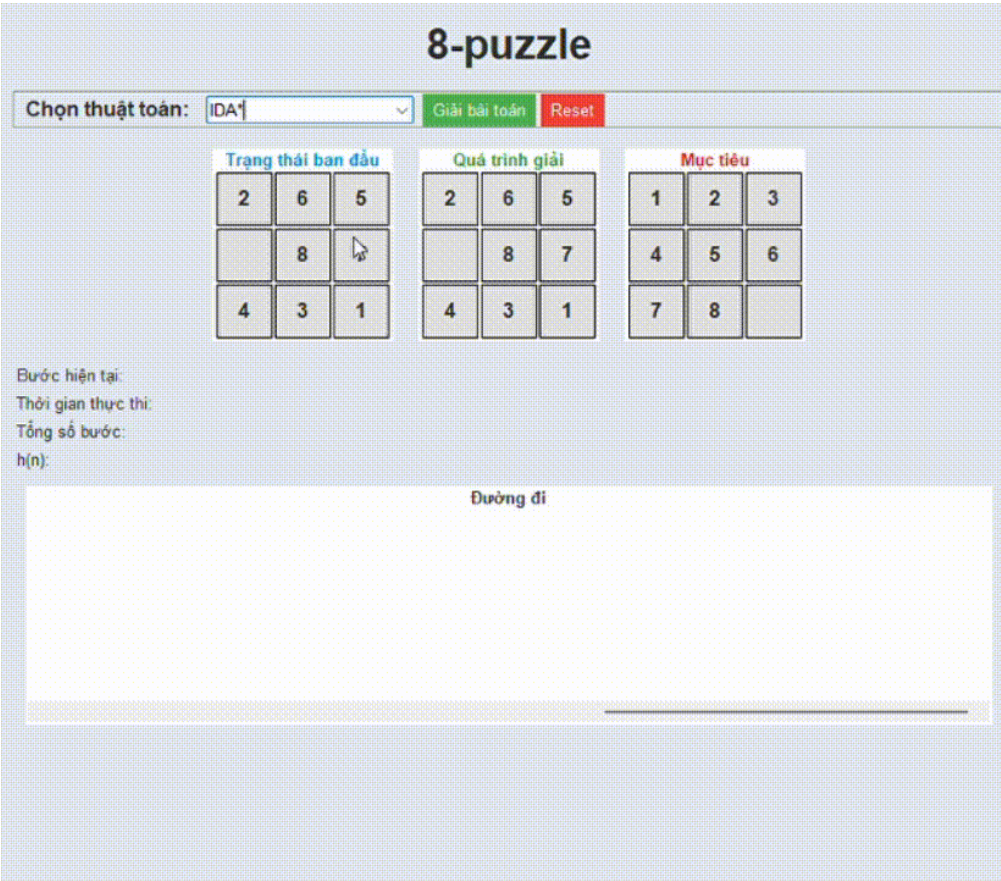 8-puzzle
Chọn thuật toán: IDA* Giải bài toán Reset
Trạng thái ban đầu Quá trình giải Mục tiêu
2 6 5 2 6 5 1 2 3
8 8 7 4 5 6
4 3 1 4 3 1 7 8
Bước hiện tại:
Thời gian thực thi:
Tổng số bước:
h(n):
Đường đi